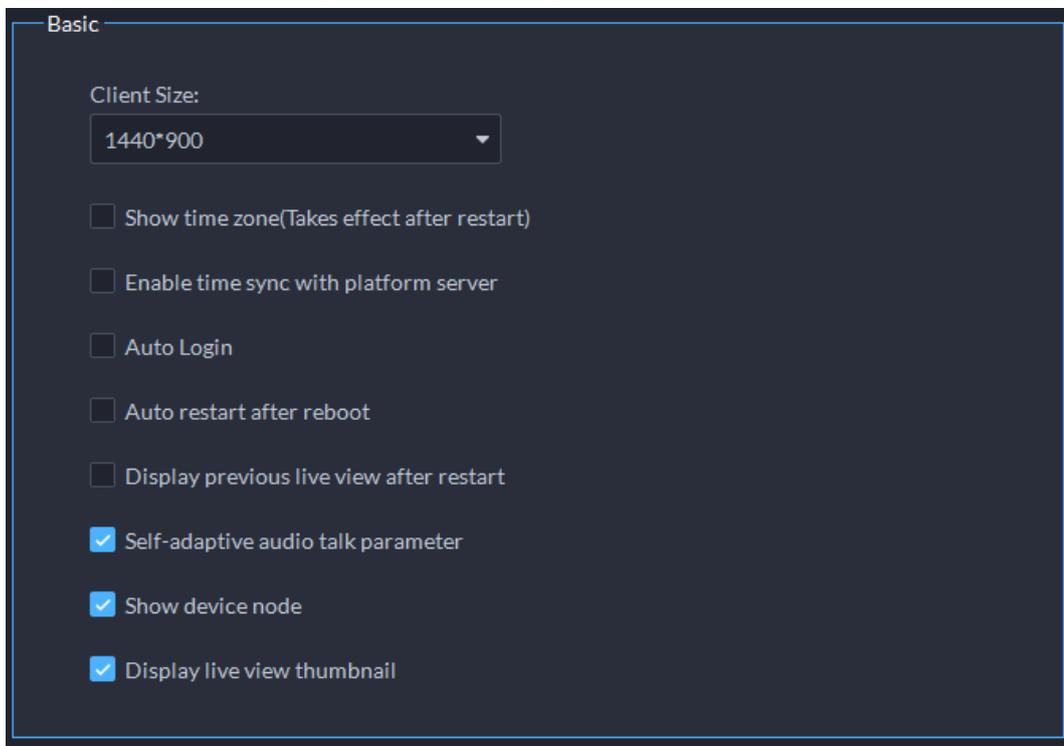 Basic
Client Size:
1440*900
Show time zone(Takes effect after restart)
Enable time sync with platform server
Auto Login
Auto restart after reboot
Display previous live view after restart
Self-adaptive audio talk parameter
Show device node
Display live view thumbnail